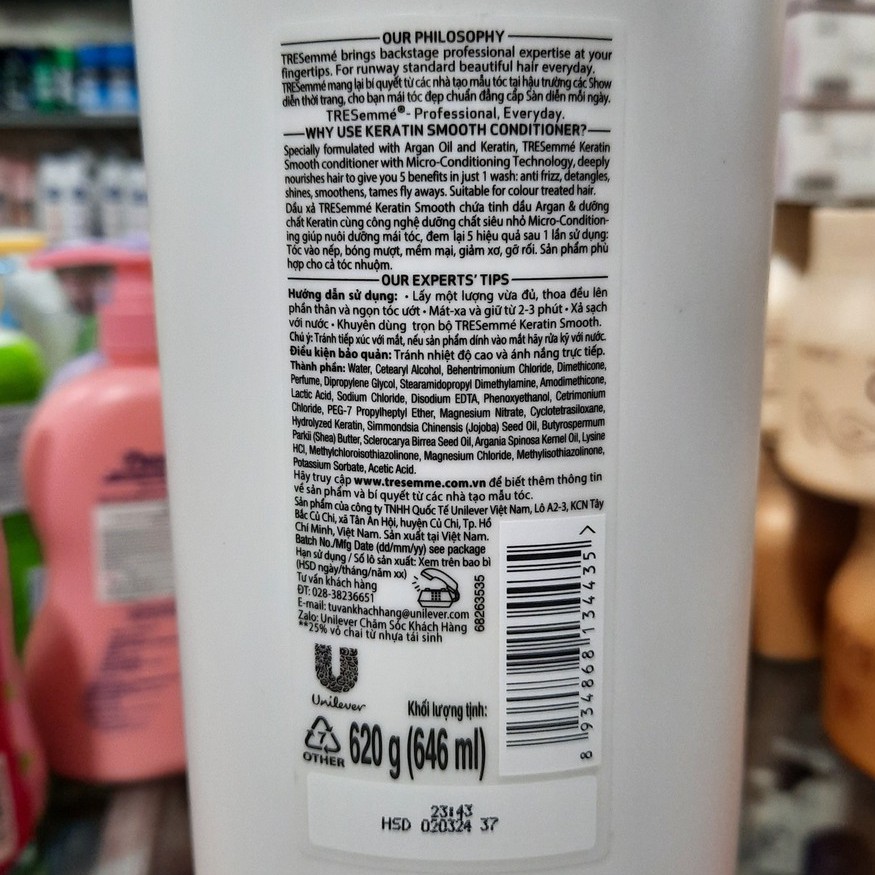 OUR PHILOSOPHY
TRESemmé brings backstage professional expertise at your
fingertips. For runway standard beautiful hair everyday.
TRESemmé mang lại bí quyết từ các nhà tạo mẫu tóc tại hậu trường các Show
diễn thời trang, cho bạn mái tóc đẹp chuẩn đẳng cấp Sàn diễn mỗi ngày.
TRESemmé®- Professional, Everyday.
WHY USE KERATIN SMOOTH CONDITIONER?
Specially formulated with Argan Oil and Keratin, TRESemmé Keratin
Smooth conditioner with Micro-Conditioning Technology, deeply
nourishes hair to give you 5 benefits in just 1 wash: anti frizz, detangles,
shines, smoothens, tames fly aways. Suitable for colour treated hair.
Dầu xả TRESemmé Keratin Smooth chứa tinh dầu Argan & dưỡng
chất Keratin cùng công nghệ dưỡng chất siêu nhỏ Micro-Condition-
ing giúp nuôi dưỡng mái tóc, đem lại 5 hiệu quả sau 1 lần sử dụng:
Tóc vào nếp, bóng mượt, mềm mại, giảm xơ, gỡ rối. Sản phẩm phù
hợp cho cả tóc nhuộm.
OUR EXPERTS' TIPS
Hướng dẫn sử dụng: • Lấy một lượng vừa đủ, thoa đều lên
phần thân và ngọn tóc ướt • Mát-xa và giữ từ 2-3 phút • Xả sạch
với nước • Khuyên dùng trọn bộ TRESemmé Keratin Smooth.
Chú ý: Tránh tiếp xúc với mắt, nếu sản phẩm dính vào mắt hãy rửa kỹ với nước.
Điều kiện bảo quản: Tránh nhiệt độ cao và ánh nắng trực tiếp.
Thành phần: Water, Cetearyl Alcohol, Behentrimonium Chloride, Dimethicone,
Perfume, Dipropylene Glycol, Stearamidopropyl Dimethylamine, Amodimethicone,
Lactic Acid, Sodium Chloride, Disodium EDTA, Phenoxyethanol, Cetrimonium
Chloride, PEG-7 Propylheptyl Ether, Magnesium Nitrate, Cyclotetrasiloxane,
Hydrolyzed Keratin, Simmondsia Chinensis (Jojoba) Seed Oil, Butyrospermum
Parkii (Shea) Butter, Sclerocarya Birrea Seed Oil, Argania Spinosa Kernel Oil, Lysine
HCl, Methylchloroisothiazolinone, Magnesium Chloride, Methylisothiazolinone,
Potassium Sorbate, Acetic Acid.
Hãy truy cập www.tresemme.com.vn để biết thêm thông tin
về sản phẩm và bí quyết từ các nhà tạo mẫu tóc.
Sản phẩm của công ty TNHH Quốc Tế Unilever Việt Nam, Lô A2-3, KCN Tây
Bắc Củ Chi, xã Tân An Hội, huyện Củ Chi, Tp. Hồ
Chí Minh, Việt Nam. Sản xuất tại Việt Nam.
Batch No./Mfg Date (dd/mm/yy) see package
Hạn sử dụng / Số lô sản xuất: Xem trên bao bì
(HSD ngày/tháng/năm xx)
Tư vấn khách hàng
ĐT: 028-38236651
E-mail: tuvankhachhang@unilever.com
Zalo: Unilever Chăm Sóc Khách Hàng
**25% vỏ chai từ nhựa tái sinh
68263535
8 934868 134435 >
Unilever
Khối lượng tịnh:
7
OTHER
620 g (646 ml)
23:43
HSD 020324 37